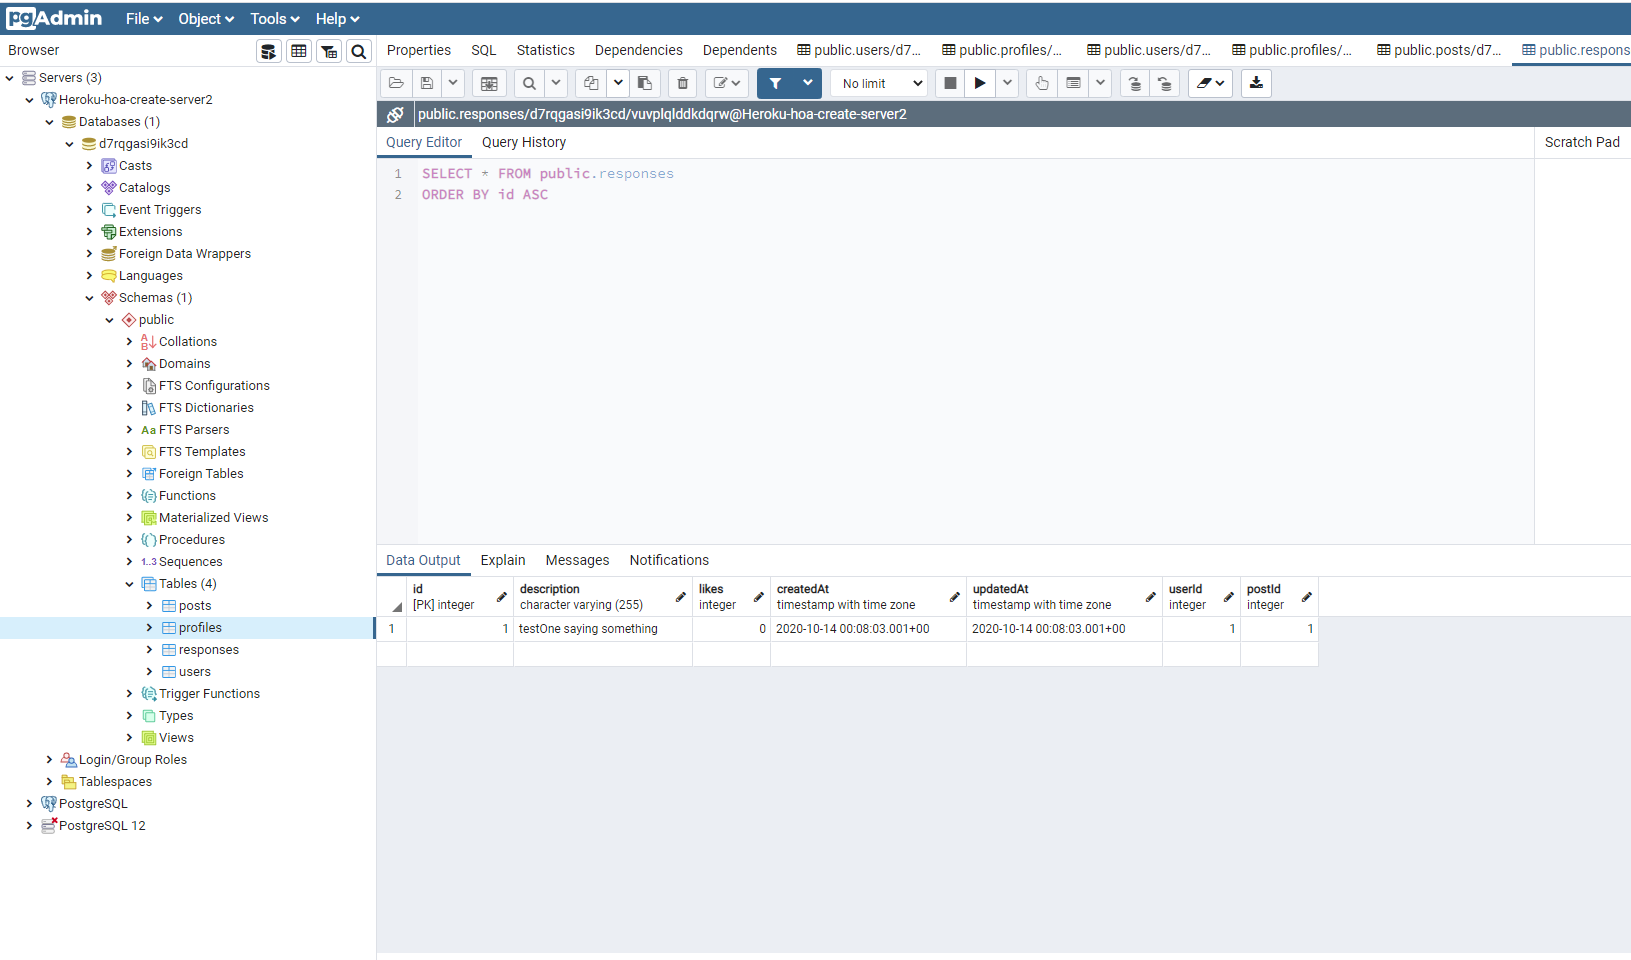 pgAdmin File Object Tools Help
Browser
Properties SQL Statistics Dependencies Dependents public.users/d7... public.profiles/... public.users/d7... public.profiles/... public.posts/d7... public.respons
No limit
public.responses/d7rqgasi9ik3cd/vuvplqlddkdqrw@Heroku-hoa-create-server2
Query Editor Query History
Scratch Pad
1 SELECT * FROM public.responses
2 ORDER BY id ASC
Servers (3)
Heroku-hoa-create-server2
Databases (1)
d7rqgasi9ik3cd
Casts
Catalogs
Event Triggers
Extensions
Foreign Data Wrappers
Languages
Schemas (1)
public
Collations
Domains
FTS Configurations
FTS Dictionaries
Aa FTS Parsers
FTS Templates
Foreign Tables
Functions
Materialized Views
Procedures
1..3 Sequences
Tables (4)
posts
profiles
responses
users
Trigger Functions
Types
Views
Login/Group Roles
Tablespaces
PostgreSQL
PostgreSQL 12
Data Output Explain Messages Notifications
id description likes createdAt updatedAt userId postId
[PK] integer character varying (255) integer timestamp with time zone timestamp with time zone integer integer
1 1 testOne saying something 0 2020-10-14 00:08:03.001+00 2020-10-14 00:08:03.001+00 1 1